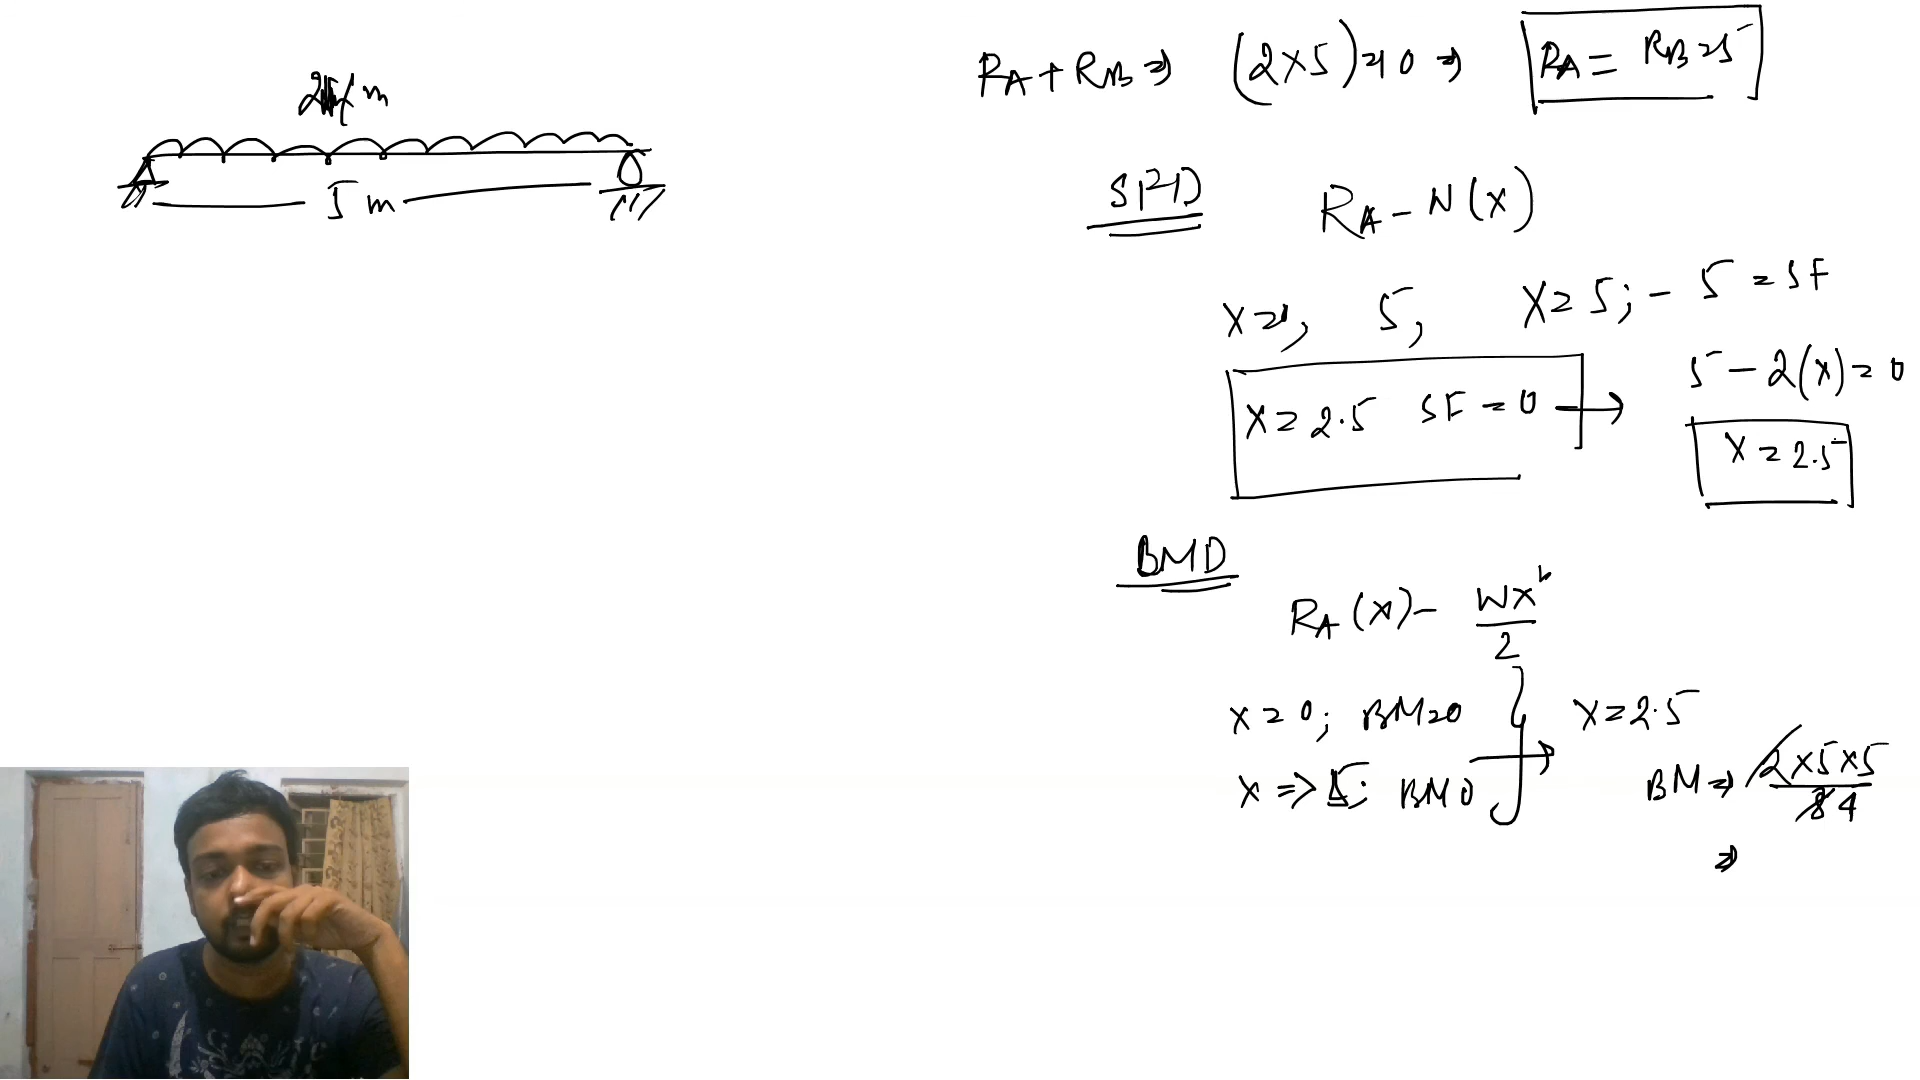 2 kN/m
5 m
RA + RB ⇒ (2×5) = 10 ⇒ RA = RB = 5
SFD RA - W(x)
x=0, 5, x=5; - 5 = SF
x = 2.5 SF = 0 → 5 - 2(x) = 0
x = 2.5
BMD
RA (x) - wx²/2
x = 0; BM=0 x=2.5
x => 5; BM 0 → BM ⇒ 2×5×5/8 4
⇒